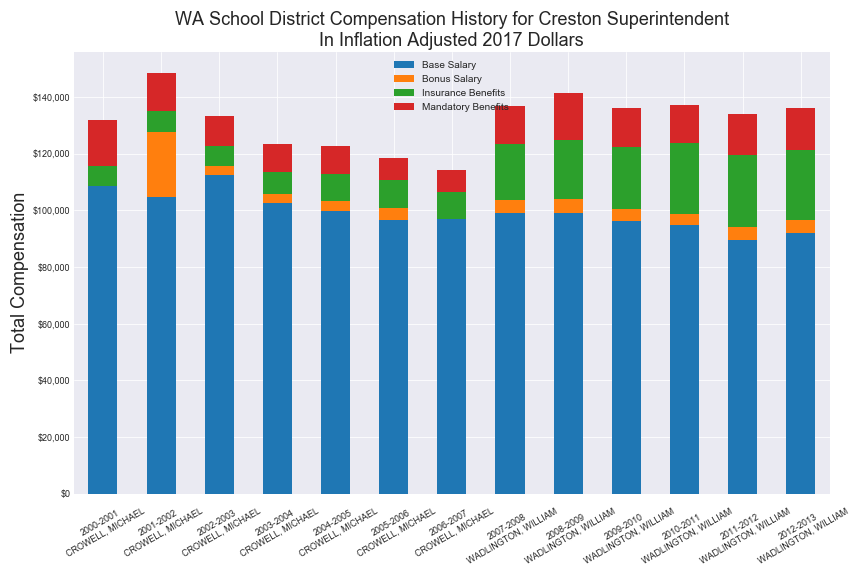 WA School District Compensation History for Creston Superintendent
In Inflation Adjusted 2017 Dollars
Base Salary
Bonus Salary
Insurance Benefits
Mandatory Benefits
Total Compensation
$140,000
$120,000
$100,000
$80,000
$60,000
$40,000
$20,000
$0
2000-2001
CROWELL, MICHAEL
2001-2002
CROWELL, MICHAEL
2002-2003
CROWELL, MICHAEL
2003-2004
CROWELL, MICHAEL
2004-2005
CROWELL, MICHAEL
2005-2006
CROWELL, MICHAEL
2006-2007
CROWELL, MICHAEL
2007-2008
WADLINGTON, WILLIAM
2008-2009
WADLINGTON, WILLIAM
2009-2010
WADLINGTON, WILLIAM
2010-2011
WADLINGTON, WILLIAM
2011-2012
WADLINGTON, WILLIAM
2012-2013
WADLINGTON, WILLIAM